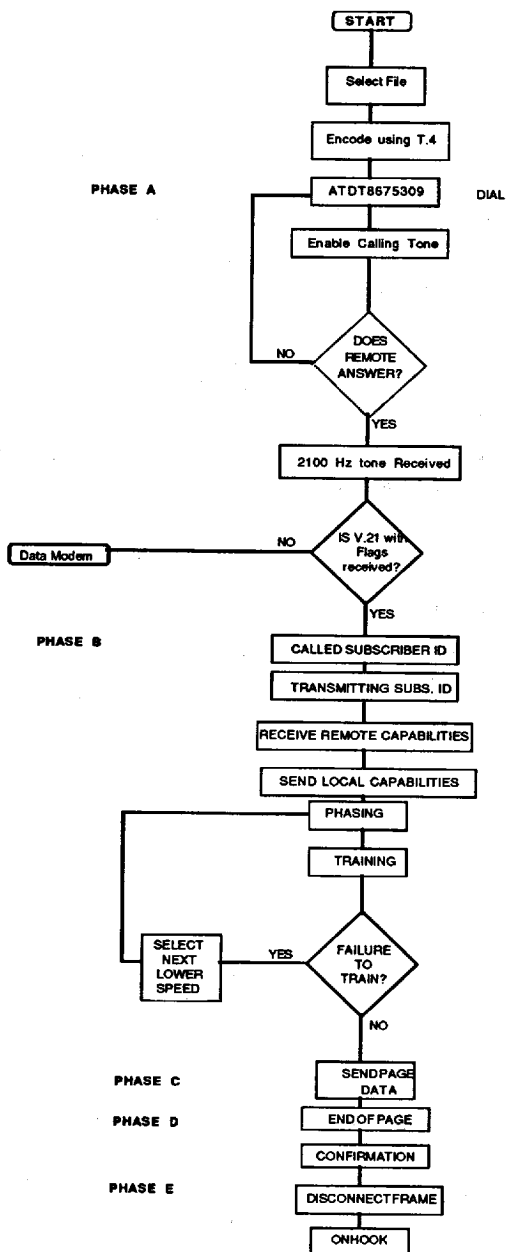 START
Select File
Encode using T.4
PHASE A
ATDT8675309
DIAL
Enable Calling Tone
DOES
REMOTE
ANSWER?
NO
YES
2100 Hz tone Received
IS V.21 with
Flags
received?
NO
Data Modem
YES
PHASE B
CALLED SUBSCRIBER ID
TRANSMITTING SUBS. ID
RECEIVE REMOTE CAPABILITIES
SEND LOCAL CAPABILITIES
PHASING
TRAINING
SELECT
NEXT
LOWER
SPEED
YES
FAILURE
TO
TRAIN?
NO
PHASE C
SEND PAGE
DATA
PHASE D
END OF PAGE
CONFIRMATION
PHASE E
DISCONNECT FRAME
ONHOOK